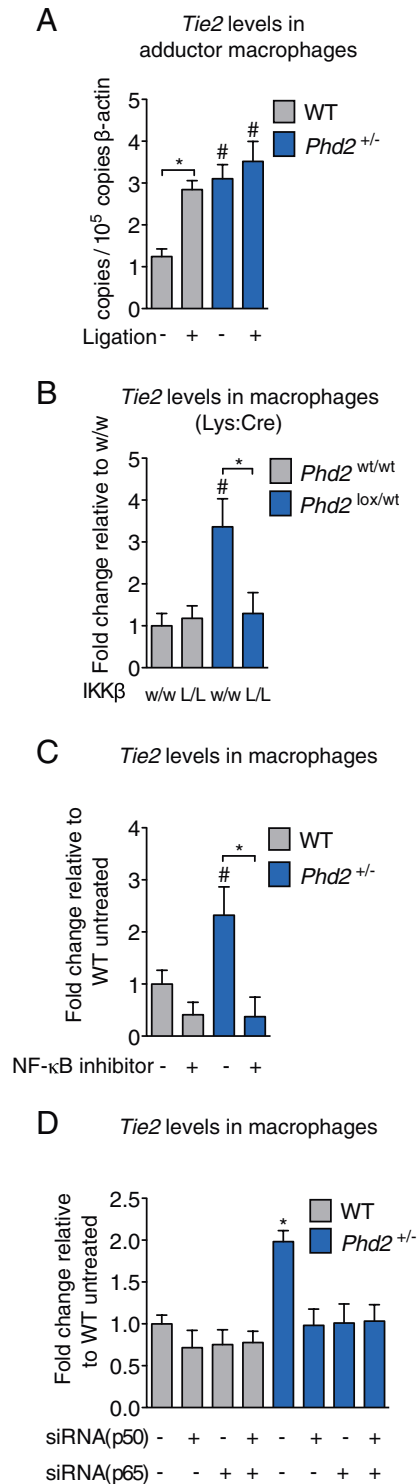 A
Tie2 levels in
adductor macrophages
copies / 10⁵ copies β-actin
5
4
3
2
1
0
*
#
#
WT
Phd2 +/-
Ligation - + - +
B
Tie2 levels in macrophages
(Lys:Cre)
Fold change relative to w/w
5
4
3
2
1
0
#
*
Phd2 wt/wt
Phd2 lox/wt
IKKβ w/w L/L w/w L/L
C
Tie2 levels in macrophages
Fold change relative to
WT untreated
4
2
1
0
#
*
WT
Phd2 +/-
NF-κB inhibitor - + - +
D
Tie2 levels in macrophages
Fold change relative
to WT untreated
2.5
2.0
1.5
1.0
0.5
0.0
*
WT
Phd2 +/-
siRNA(p50) - + - + - + - +
siRNA(p65) - - + + - - + +